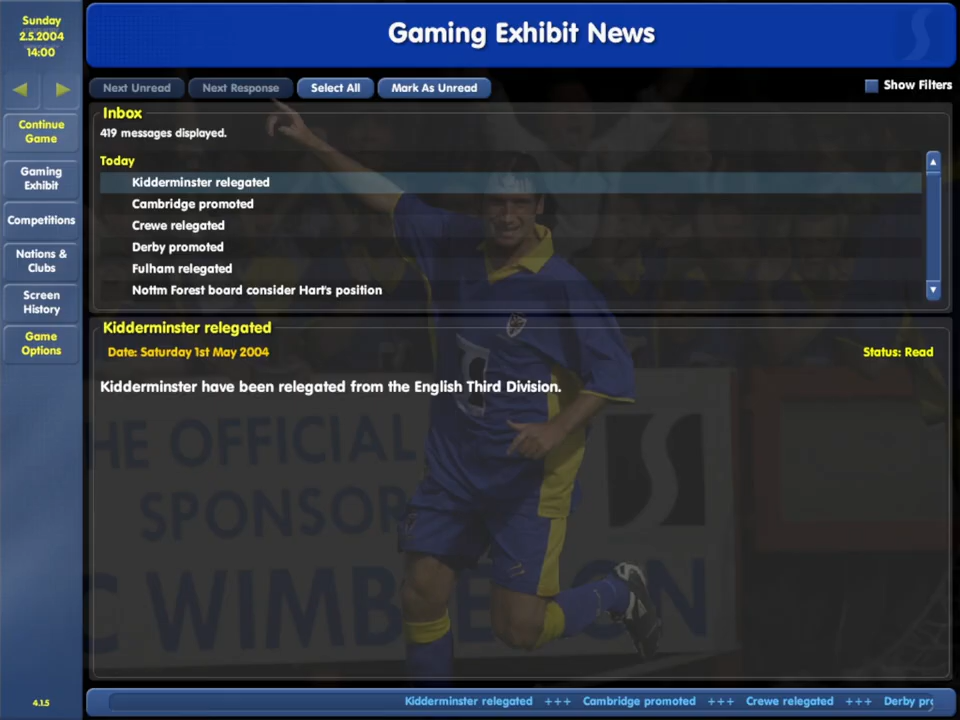 Sunday
2.5.2004
14:00
Gaming Exhibit News
Next Unread
Next Response
Select All
Mark As Unread
Show Filters
Continue
Game
Gaming
Exhibit
Competitions
Nations &
Clubs
Screen
History
Game
Options
4.1.5
Inbox
419 messages displayed.
Today
Kidderminster relegated
Cambridge promoted
Crewe relegated
Derby promoted
Fulham relegated
Nottm Forest board consider Hart's position
Kidderminster relegated
Date: Saturday 1st May 2004
Status: Read
Kidderminster have been relegated from the English Third Division.
HE OFFICIAL
SPONSOR
C WIMB ON
Kidderminster relegated +++ Cambridge promoted +++ Crewe relegated +++ Derby pro